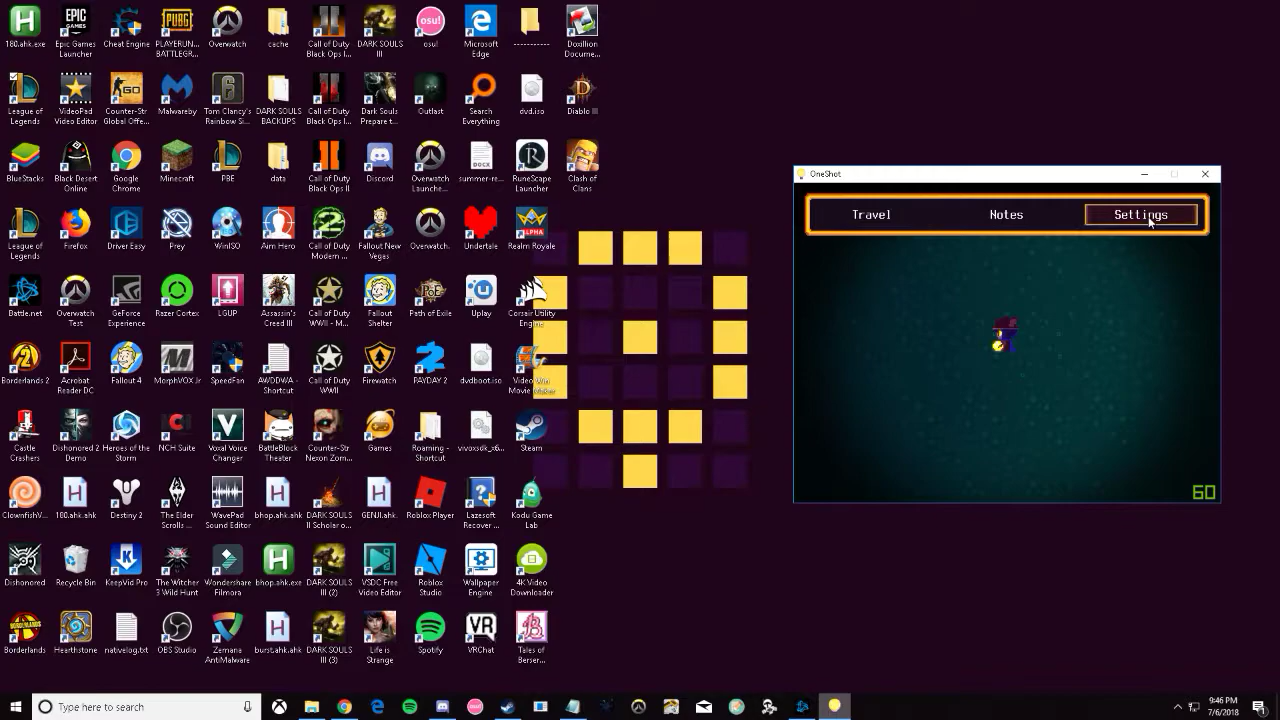 180.ahk.exe
Epic Games Launcher
Cheat Engine
PLAYERUN... BATTLEGR...
Overwatch
cache
Call of Duty Black Ops I...
DARK SOULS III
osu!
Microsoft Edge
-----------
Doxillion Docume...
League of Legends
VideoPad Video Editor
Counter-Str Global Offe...
Malwareby
Tom Clancy's Rainbow Si...
DARK SOULS BACKUPS
Call of Duty Black Ops I...
Dark Souls Prepare t...
Outlast
Search Everything
dvd.iso
Diablo III
BlueStacks
Black Desert Online
Google Chrome
Minecraft
PBE
data
Call of Duty Black Ops II
Discord
Overwatch Launche...
summer-re...
RuneScape Launcher
Clash of Clans
League of Legends
Firefox
Driver Easy
Prey
WinISO
Aim Hero
Call of Duty Modern ...
Fallout New Vegas
Overwatch.
Undertale
Realm Royale
Battle.net
Overwatch Test
GeForce Experience
Razer Cortex
LGUP
Assassin's Creed III
Call of Duty WWII - M...
Fallout Shelter
Path of Exile
Uplay
Corsair Utility Engine
Borderlands 2
Acrobat Reader DC
Fallout 4
MorphVOX Jr
SpeedFan
AWDDWA - Shortcut
Call of Duty WWII
Firewatch
PAYDAY 2
dvdboot.iso
Video Win Movie Maker
Castle Crashers
Dishonored 2 Demo
Heroes of the Storm
NCH Suite
Voxal Voice Changer
BattleBlock Theater
Counter-Str Nexon Zom...
Games
Roaming - Shortcut
vivoxsdk_x6...
Steam
ClownfishV...
180.ahk.ahk
Destiny 2
The Elder Scrolls ...
WavePad Sound Editor
bhop.ahk.ahk
DARK SOULS II Scholar o...
GENJI.ahk.
Roblox Player
Lazesoft Recover ...
Kodu Game Lab
Dishonored
Recycle Bin
KeepVid Pro
The Witcher 3 Wild Hunt
Wondershare Filmora
bhop.ahk.exe
DARK SOULS III (2)
VSDC Free Video Editor
Roblox Studio
Wallpaper Engine
4K Video Downloader
Borderlands
Hearthstone
nativelog.txt
OBS Studio
Zemana AntiMalware
burst.ahk.ahk
DARK SOULS III (3)
Life is Strange
Spotify
VRChat
Tales of Berser...
OneShot
Travel Notes Settings
60
Type here to search
9:46 PM
7/6/2018